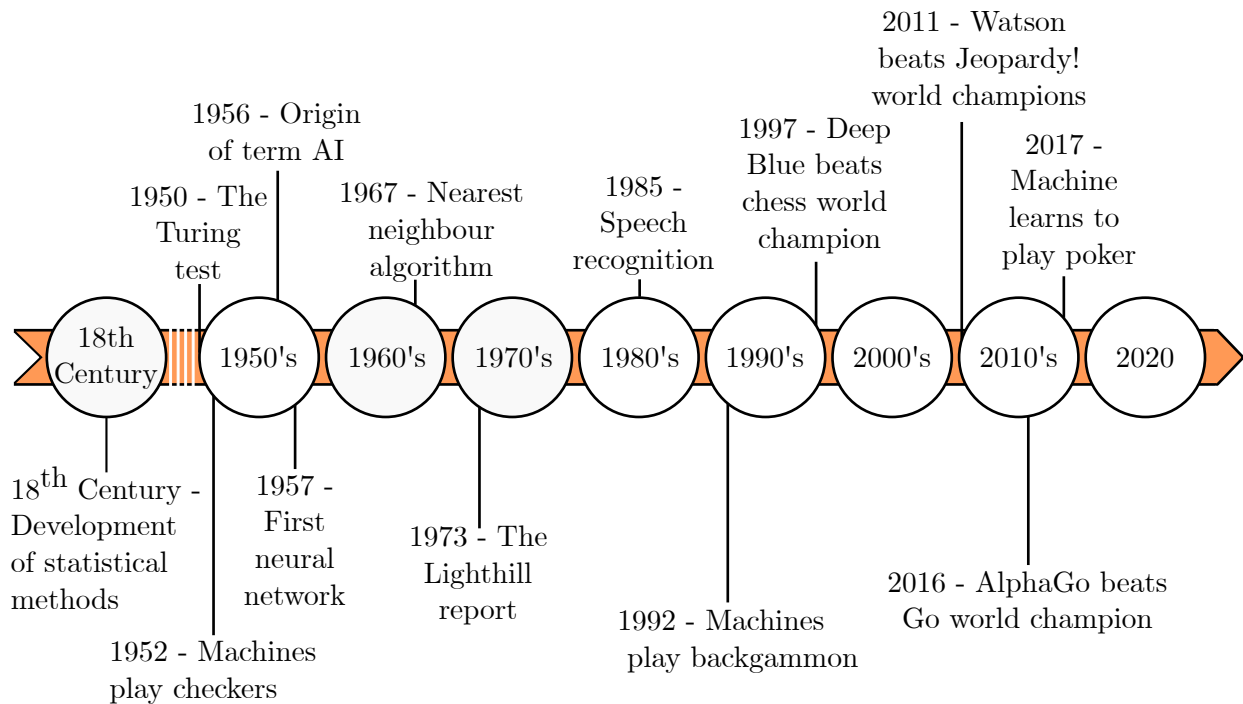 2011 - Watson
beats Jeopardy!
world champions
1956 - Origin
of term AI
1997 - Deep
Blue beats
chess world
champion
2017 -
Machine
learns to
play poker
1950 - The
Turing
test
1967 - Nearest
neighbour
algorithm
1985 -
Speech
recognition
18th
Century
1950's
1960's
1970's
1980's
1990's
2000's
2010's
2020
18th Century -
Development
of statistical
methods
1957 -
First
neural
network
1973 - The
Lighthill
report
2016 - AlphaGo beats
Go world champion
1992 - Machines
play backgammon
1952 - Machines
play checkers